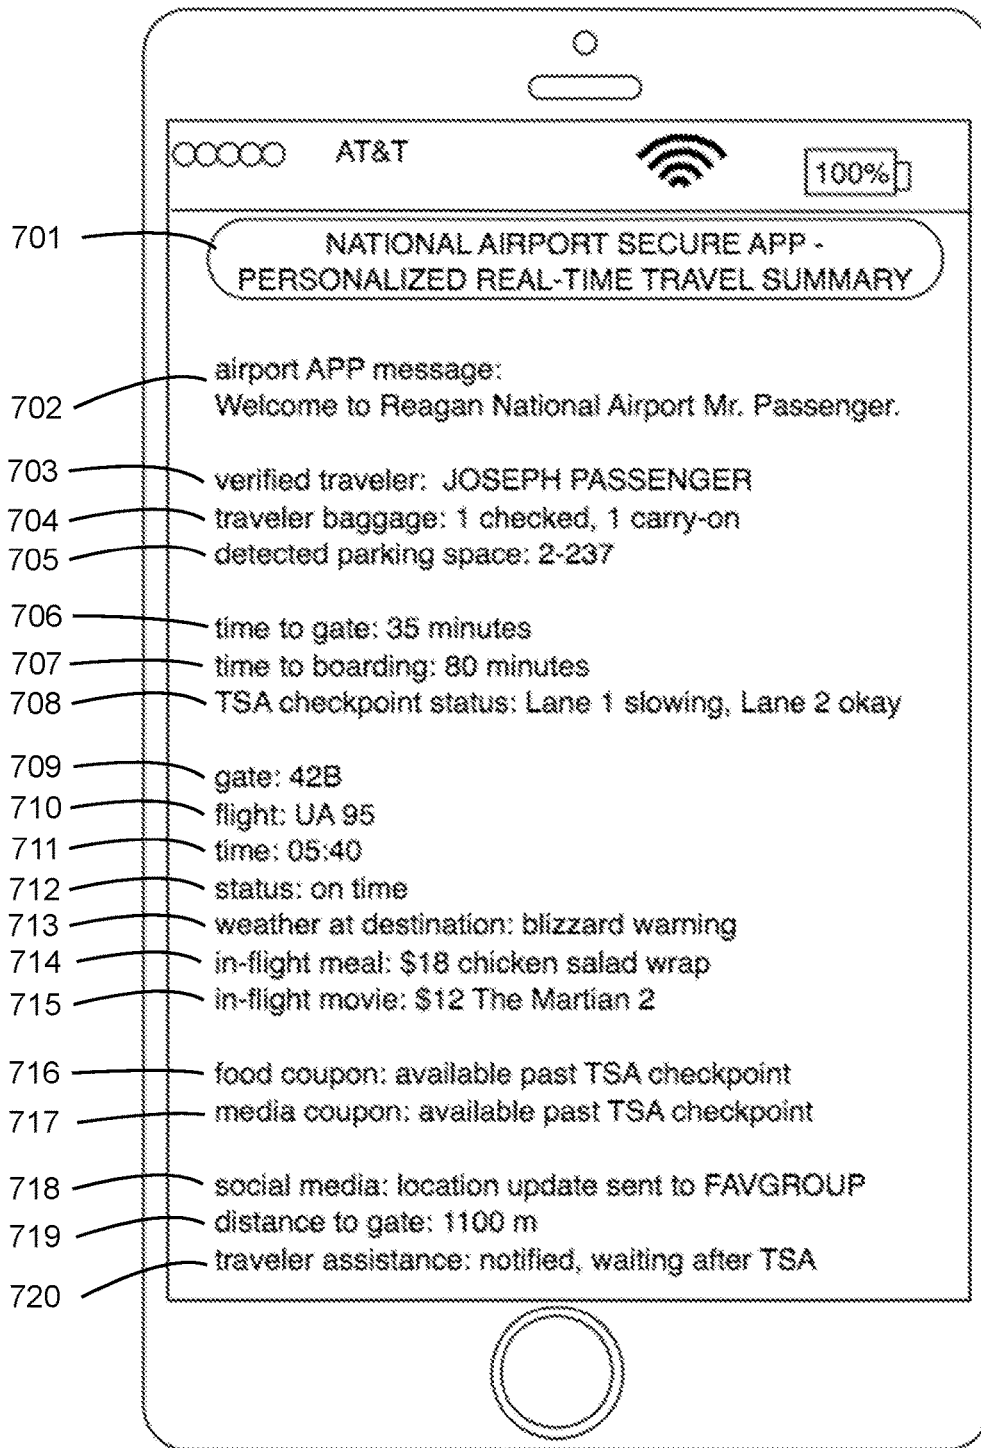 AT&T 100%
701 NATIONAL AIRPORT SECURE APP -
PERSONALIZED REAL-TIME TRAVEL SUMMARY
airport APP message:
702 Welcome to Reagan National Airport Mr. Passenger.
703 verified traveler: JOSEPH PASSENGER
704 traveler baggage: 1 checked, 1 carry-on
705 detected parking space: 2-237
706 time to gate: 35 minutes
707 time to boarding: 80 minutes
708 TSA checkpoint status: Lane 1 slowing, Lane 2 okay
709 gate: 42B
710 flight: UA 95
711 time: 05:40
712 status: on time
713 weather at destination: blizzard warning
714 in-flight meal: $18 chicken salad wrap
715 in-flight movie: $12 The Martian 2
716 food coupon: available past TSA checkpoint
717 media coupon: available past TSA checkpoint
718 social media: location update sent to FAVGROUP
719 distance to gate: 1100 m
720 traveler assistance: notified, waiting after TSA